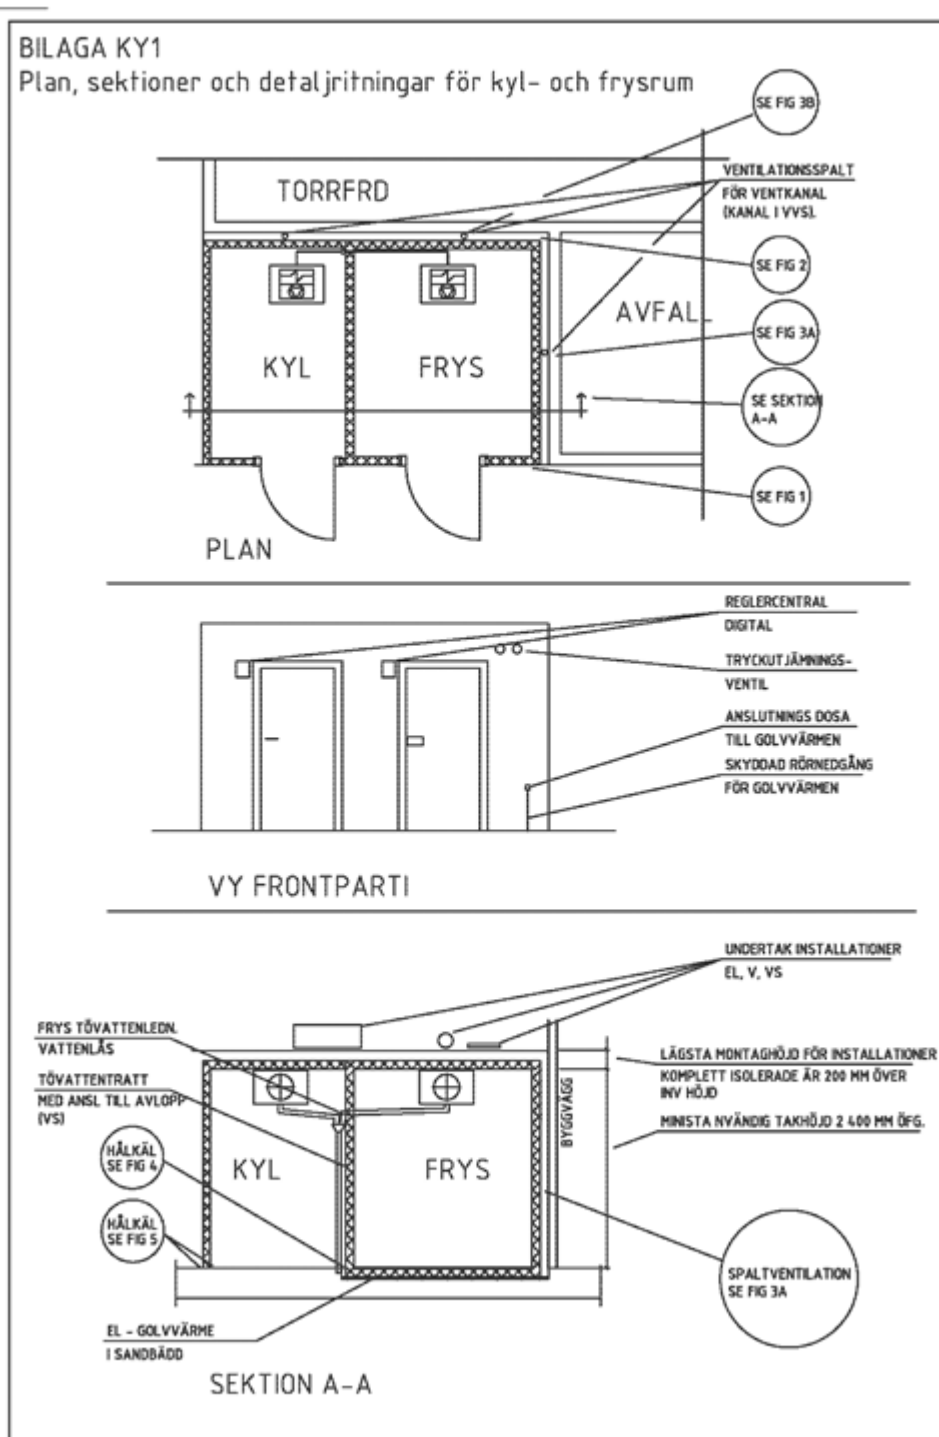 BILAGA KY1
Plan, sektioner och detaljritningar för kyl- och frysrum
SE FIG 3B
VENTILATIONSSPALT
FÖR VENTKANAL
(KANAL I VVS).
TORRFRD
SE FIG 2
AVFALL
SE FIG 3A
KYL
FRYS
SE SEKTION
A-A
SE FIG 1
PLAN
REGLERCENTRAL
DIGITAL
TRYCKUTJÄMNINGS-
VENTIL
ANSLUTNINGS DOSA
TILL GOLVVÄRMEN
SKYDDAD RÖRNEDGÅNG
FÖR GOLVVÄRMEN
VY FRONTPARTI
UNDERTAK INSTALLATIONER
EL, V, VS
FRYS TÖVATTENLEDN.
VATTENLÅS
LÄGSTA MONTAGHÖJD FÖR INSTALLATIONER
KOMPLETT ISOLERADE ÄR 200 MM ÖVER
INV HÖJD
TÖVATTENTRATT
MED ANSL TILL AVLOPP
(VS)
BYGGVÄGG
MINISTA NVÄNDIG TAKHÖJD 2 400 MM ÖFG.
HÅLKÄL
SE FIG 4
KYL
FRYS
HÅLKÄL
SE FIG 5
SPALTVENTILATION
SE FIG 3A
EL - GOLVVÄRME
I SANDBÄDD
SEKTION A-A